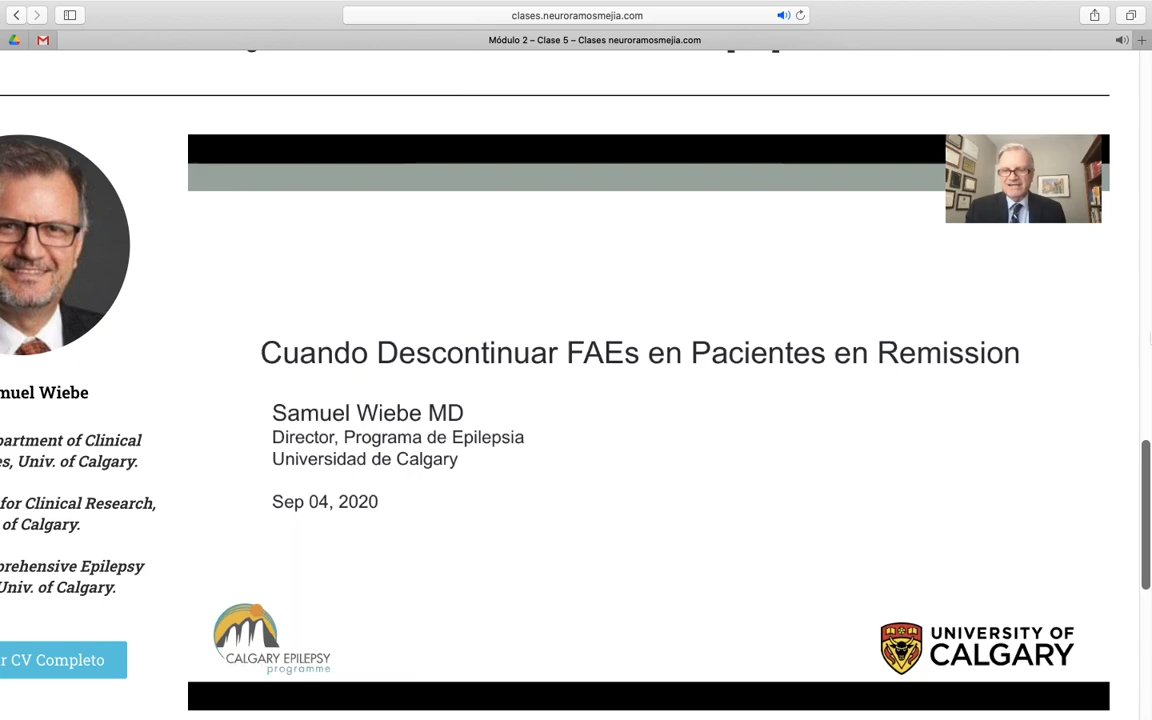 clases.neuroramosmejia.com
Módulo 2 – Clase 5 – Clases neuroramosmejia.com
Cuando Descontinuar FAEs en Pacientes en Remission
Samuel Wiebe MD
Director, Programa de Epilepsia
Universidad de Calgary
Sep 04, 2020
CALGARY EPILEPSY
programme
UNIVERSITY OF
CALGARY
muel Wiebe
partment of Clinical
es, Univ. of Calgary.
for Clinical Research,
of Calgary.
prehensive Epilepsy
Univ. of Calgary.
r CV Completo